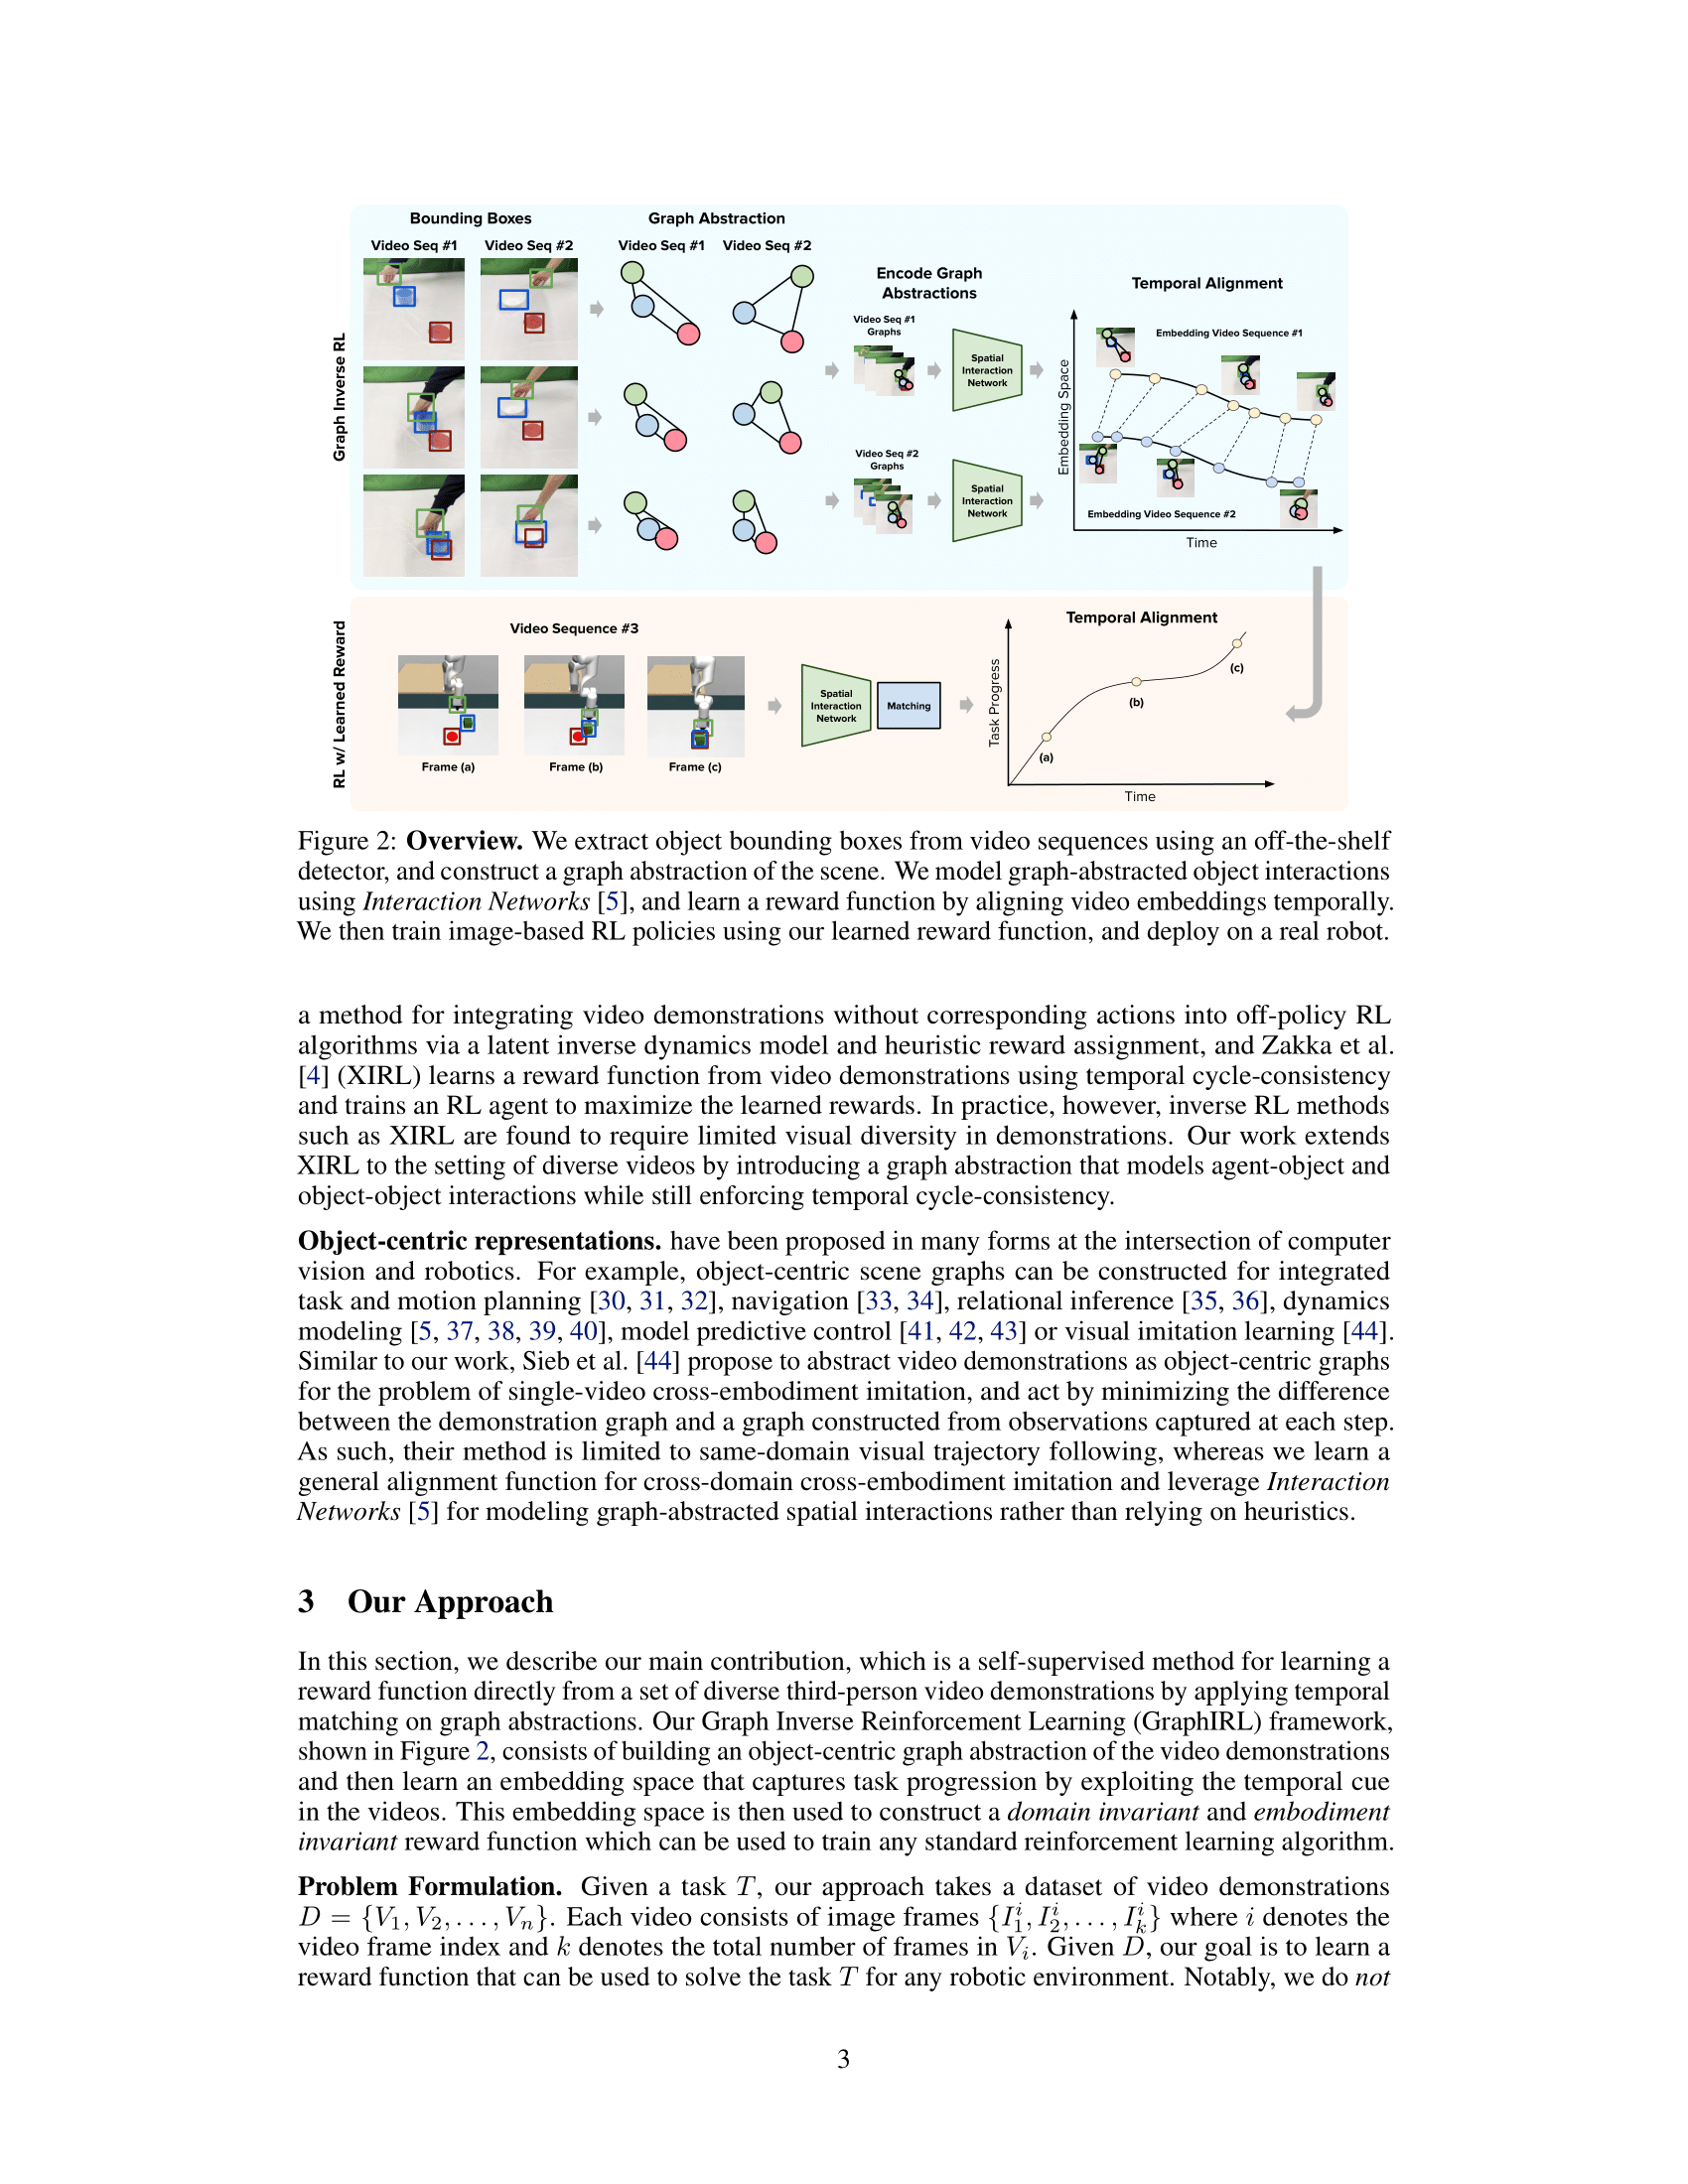 Bounding Boxes
Graph Abstraction
Video Seq #1
Video Seq #2
Video Seq #1
Video Seq #2
Encode Graph
Abstractions
Temporal Alignment
Video Seq #1
Graphs
Spatial
Interaction
Network
Embedding Video Sequence #1
Graph Inverse RL
Embedding Space
Video Seq #2
Graphs
Spatial
Interaction
Network
Embedding Video Sequence #2
Time
RL w/ Learned Reward
Video Sequence #3
Frame (a)
Frame (b)
Frame (c)
Spatial
Interaction
Network
Matching
Temporal Alignment
Task Progress
(a)
(b)
(c)
Time
Figure 2: Overview. We extract object bounding boxes from video sequences using an off-the-shelf
detector, and construct a graph abstraction of the scene. We model graph-abstracted object interactions
using Interaction Networks [5], and learn a reward function by aligning video embeddings temporally.
We then train image-based RL policies using our learned reward function, and deploy on a real robot.
a method for integrating video demonstrations without corresponding actions into off-policy RL
algorithms via a latent inverse dynamics model and heuristic reward assignment, and Zakka et al.
[4] (XIRL) learns a reward function from video demonstrations using temporal cycle-consistency
and trains an RL agent to maximize the learned rewards. In practice, however, inverse RL methods
such as XIRL are found to require limited visual diversity in demonstrations. Our work extends
XIRL to the setting of diverse videos by introducing a graph abstraction that models agent-object and
object-object interactions while still enforcing temporal cycle-consistency.
Object-centric representations. have been proposed in many forms at the intersection of computer
vision and robotics. For example, object-centric scene graphs can be constructed for integrated
task and motion planning [30, 31, 32], navigation [33, 34], relational inference [35, 36], dynamics
modeling [5, 37, 38, 39, 40], model predictive control [41, 42, 43] or visual imitation learning [44].
Similar to our work, Sieb et al. [44] propose to abstract video demonstrations as object-centric graphs
for the problem of single-video cross-embodiment imitation, and act by minimizing the difference
between the demonstration graph and a graph constructed from observations captured at each step.
As such, their method is limited to same-domain visual trajectory following, whereas we learn a
general alignment function for cross-domain cross-embodiment imitation and leverage Interaction
Networks [5] for modeling graph-abstracted spatial interactions rather than relying on heuristics.
3 Our Approach
In this section, we describe our main contribution, which is a self-supervised method for learning a
reward function directly from a set of diverse third-person video demonstrations by applying temporal
matching on graph abstractions. Our Graph Inverse Reinforcement Learning (GraphIRL) framework,
shown in Figure 2, consists of building an object-centric graph abstraction of the video demonstrations
and then learn an embedding space that captures task progression by exploiting the temporal cue
in the videos. This embedding space is then used to construct a domain invariant and embodiment
invariant reward function which can be used to train any standard reinforcement learning algorithm.
Problem Formulation. Given a task T, our approach takes a dataset of video demonstrations
D = {V₁, V₂, . . . , Vₙ}. Each video consists of image frames {I₁ⁱ, I₂ⁱ, . . . , Iₖⁱ} where i denotes the
video frame index and k denotes the total number of frames in Vᵢ. Given D, our goal is to learn a
reward function that can be used to solve the task T for any robotic environment. Notably, we do not
3